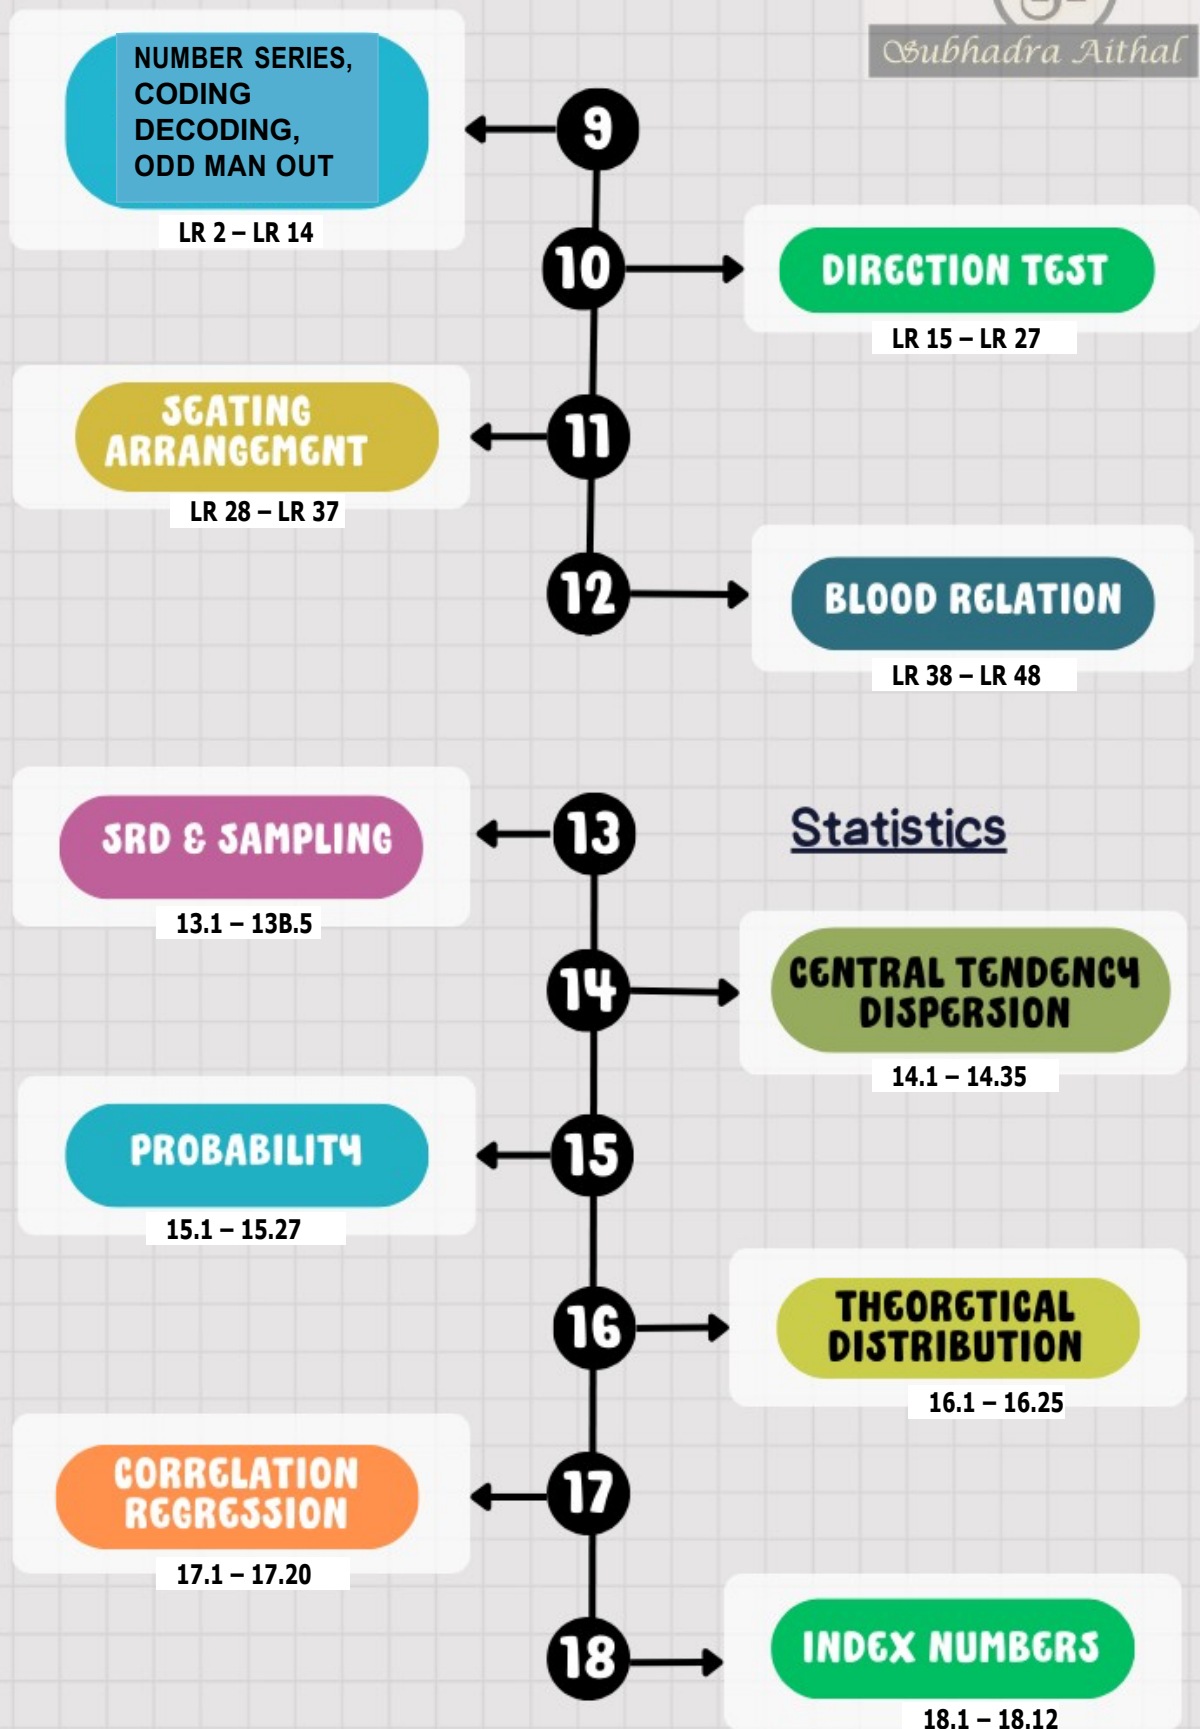 Subhadra Aithal
NUMBER SERIES,
CODING
DECODING,
ODD MAN OUT
LR 2 – LR 14
9
10
DIRECTION TEST
LR 15 – LR 27
SEATING
ARRANGEMENT
LR 28 – LR 37
11
12
BLOOD RELATION
LR 38 – LR 48
SRD & SAMPLING
13.1 – 13B.5
13
Statistics
14
CENTRAL TENDENCY
DISPERSION
14.1 – 14.35
PROBABILITY
15.1 – 15.27
15
16
THEORETICAL
DISTRIBUTION
16.1 – 16.25
CORRELATION
REGRESSION
17.1 – 17.20
17
18
INDEX NUMBERS
18.1 – 18.12